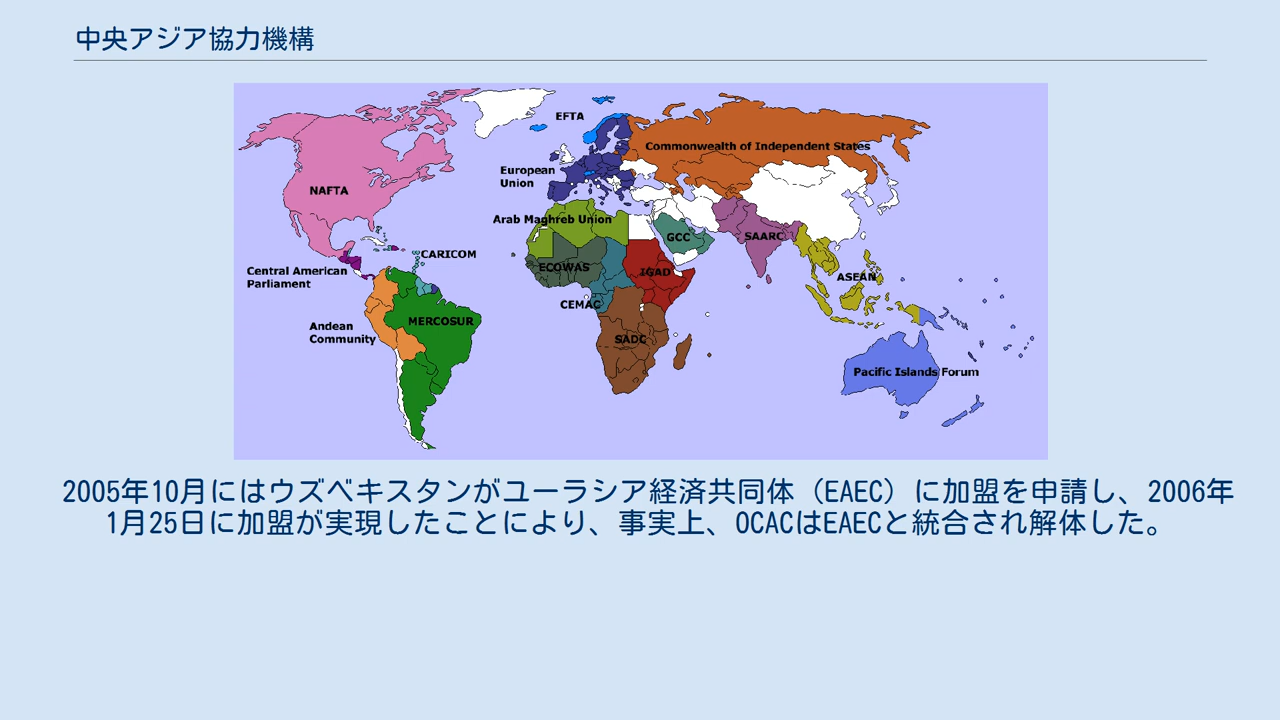 中央アジア協力機構
EFTA
Commonwealth of Independent States
European
Union
NAFTA
Arab Maghreb Union
GCC
SAARC
CARICOM
ECOWAS
IGAD
Central American
Parliament
ASEAN
CEMAC
MERCOSUR
Andean
Community
SADC
Pacific Islands Forum
2005年10月にはウズベキスタンがユーラシア経済共同体（EAEC）に加盟を申請し、2006年
1月25日に加盟が実現したことにより、事実上、OCACはEAECと統合され解体した。